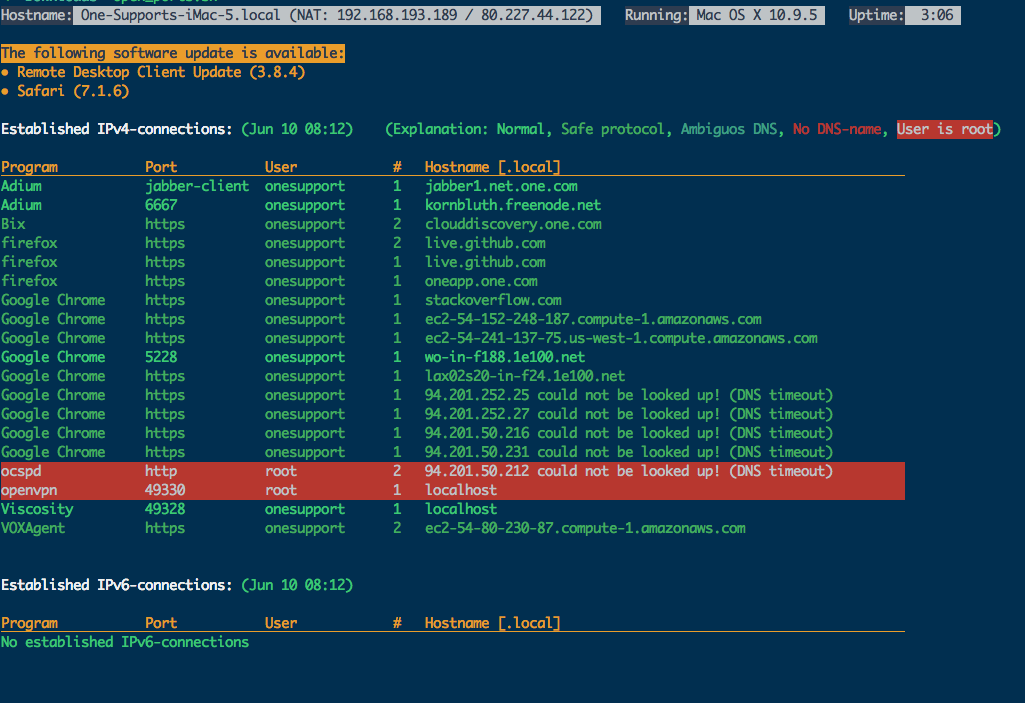 Hostname: One-Supports-iMac-5.local (NAT: 192.168.193.189 / 80.227.44.122) Running: Mac OS X 10.9.5 Uptime: 3:06
The following software update is available:
• Remote Desktop Client Update (3.8.4)
• Safari (7.1.6)
Established IPv4-connections: (Jun 10 08:12) (Explanation: Normal, Safe protocol, Ambiguos DNS, No DNS-name, User is root)
Program Port User # Hostname [.local]
Adium jabber-client onesupport 1 jabber1.net.one.com
Adium 6667 onesupport 1 kornbluth.freenode.net
Bix https onesupport 2 clouddiscovery.one.com
firefox https onesupport 2 live.github.com
firefox https onesupport 1 live.github.com
firefox https onesupport 1 oneapp.one.com
Google Chrome https onesupport 1 stackoverflow.com
Google Chrome https onesupport 1 ec2-54-152-248-187.compute-1.amazonaws.com
Google Chrome https onesupport 1 ec2-54-241-137-75.us-west-1.compute.amazonaws.com
Google Chrome 5228 onesupport 1 wo-in-f188.1e100.net
Google Chrome https onesupport 1 lax02s20-in-f24.1e100.net
Google Chrome https onesupport 1 94.201.252.25 could not be looked up! (DNS timeout)
Google Chrome https onesupport 1 94.201.252.27 could not be looked up! (DNS timeout)
Google Chrome https onesupport 1 94.201.50.216 could not be looked up! (DNS timeout)
Google Chrome https onesupport 1 94.201.50.231 could not be looked up! (DNS timeout)
ocspd http root 2 94.201.50.212 could not be looked up! (DNS timeout)
openvpn 49330 root 1 localhost
Viscosity 49328 onesupport 1 localhost
VOXAgent https onesupport 2 ec2-54-80-230-87.compute-1.amazonaws.com
Established IPv6-connections: (Jun 10 08:12)
Program Port User # Hostname [.local]
No established IPv6-connections